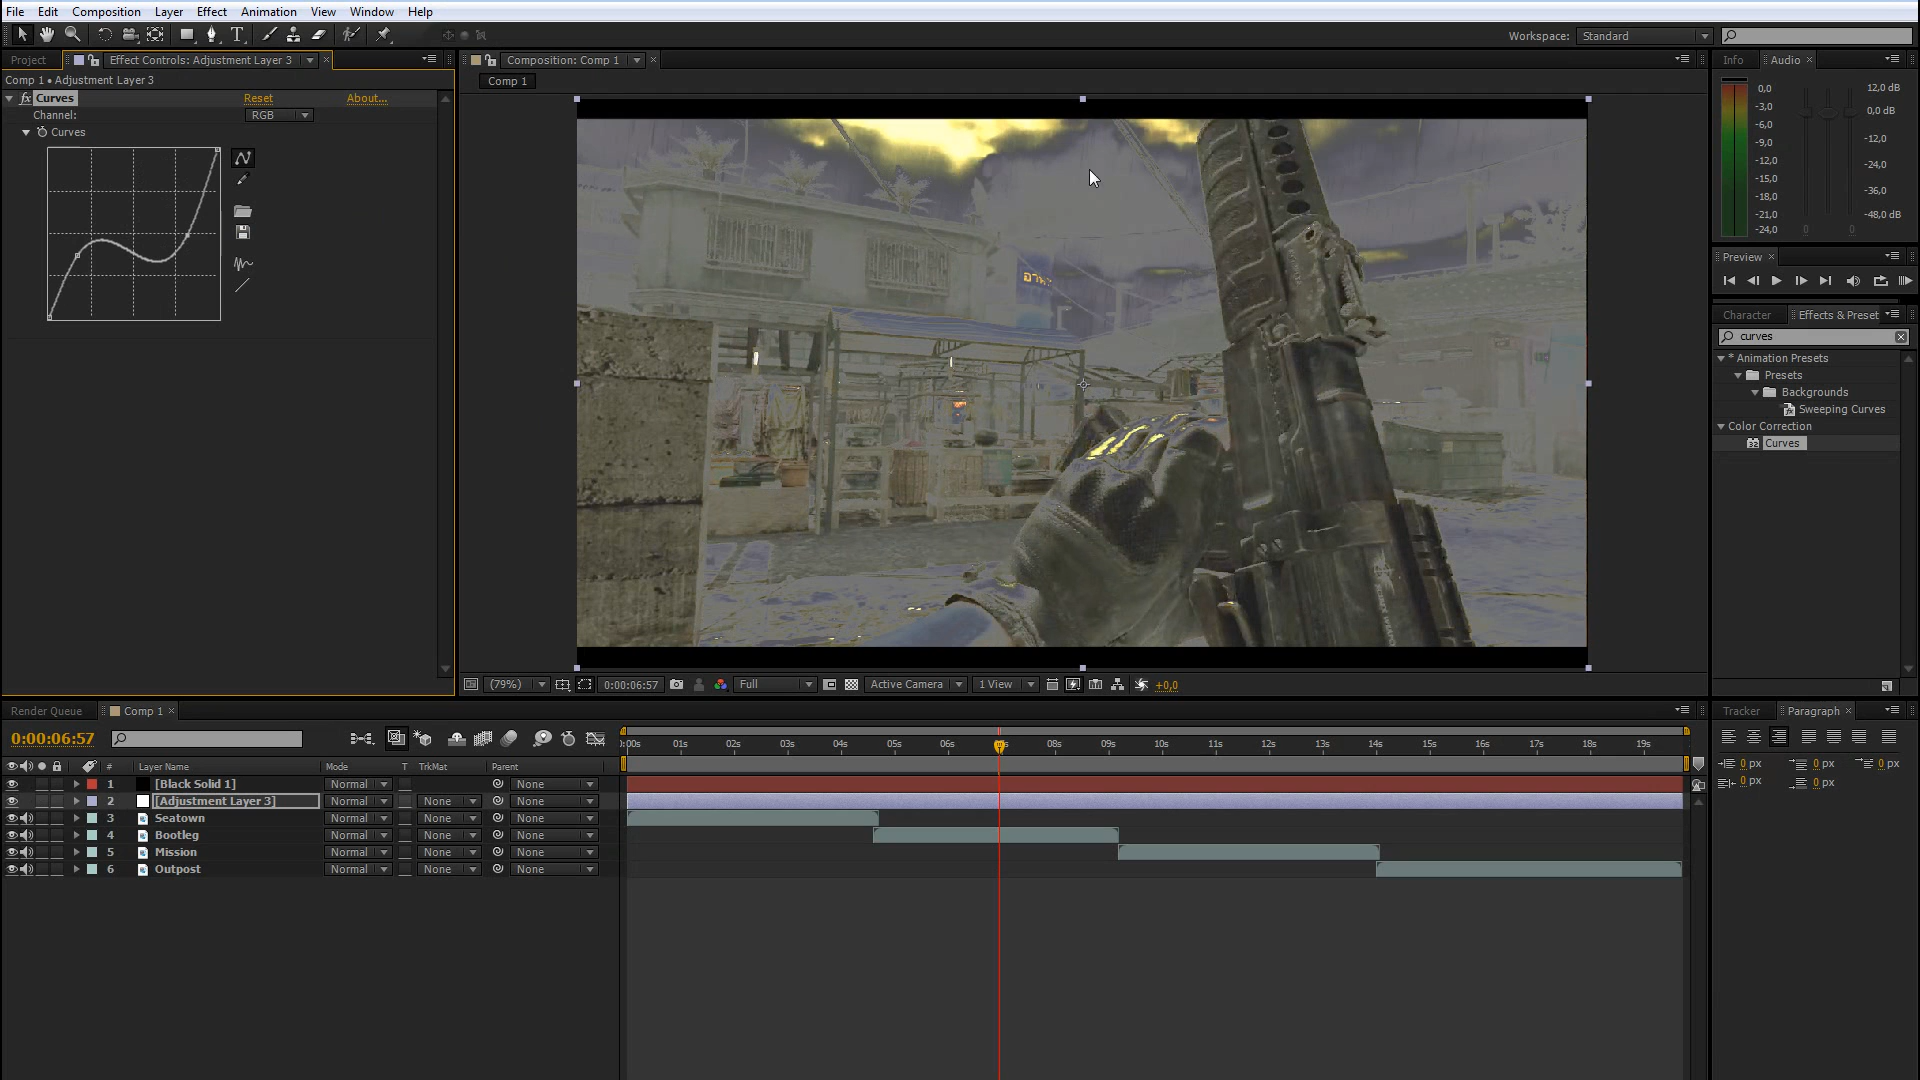 File Edit Composition Layer Effect Animation View Window Help
Workspace: Standard
Project Effect Controls: Adjustment Layer 3
Comp 1 • Adjustment Layer 3
fx Curves Reset About...
Channel: RGB
Curves
Composition: Comp 1
Comp 1
(79%) 0:00:06:57 Full Active Camera 1 View +0,0
Info Audio
0,0
-3,0
-6,0
-9,0
-12,0
-15,0
-18,0
-21,0
-24,0
12,0 dB
0,0 dB
-12,0
-24,0
-36,0
-48,0 dB
0 0
Preview
Character Effects & Preset
curves
* Animation Presets
Presets
Backgrounds
Sweeping Curves
Color Correction
Curves
Render Queue Comp 1
0:00:06:57
:00s 01s 02s 03s 04s 05s 06s 08s 09s 10s 11s 12s 13s 14s 15s 16s 17s 18s 19s
# Layer Name Mode T TrkMat Parent
1 [Black Solid 1] Normal None
2 [Adjustment Layer 3] Normal None None
3 Seatown Normal None None
4 Bootleg Normal None None
5 Mission Normal None None
6 Outpost Normal None None
Tracker Paragraph
0 px 0 px 0 px
0 px 0 px